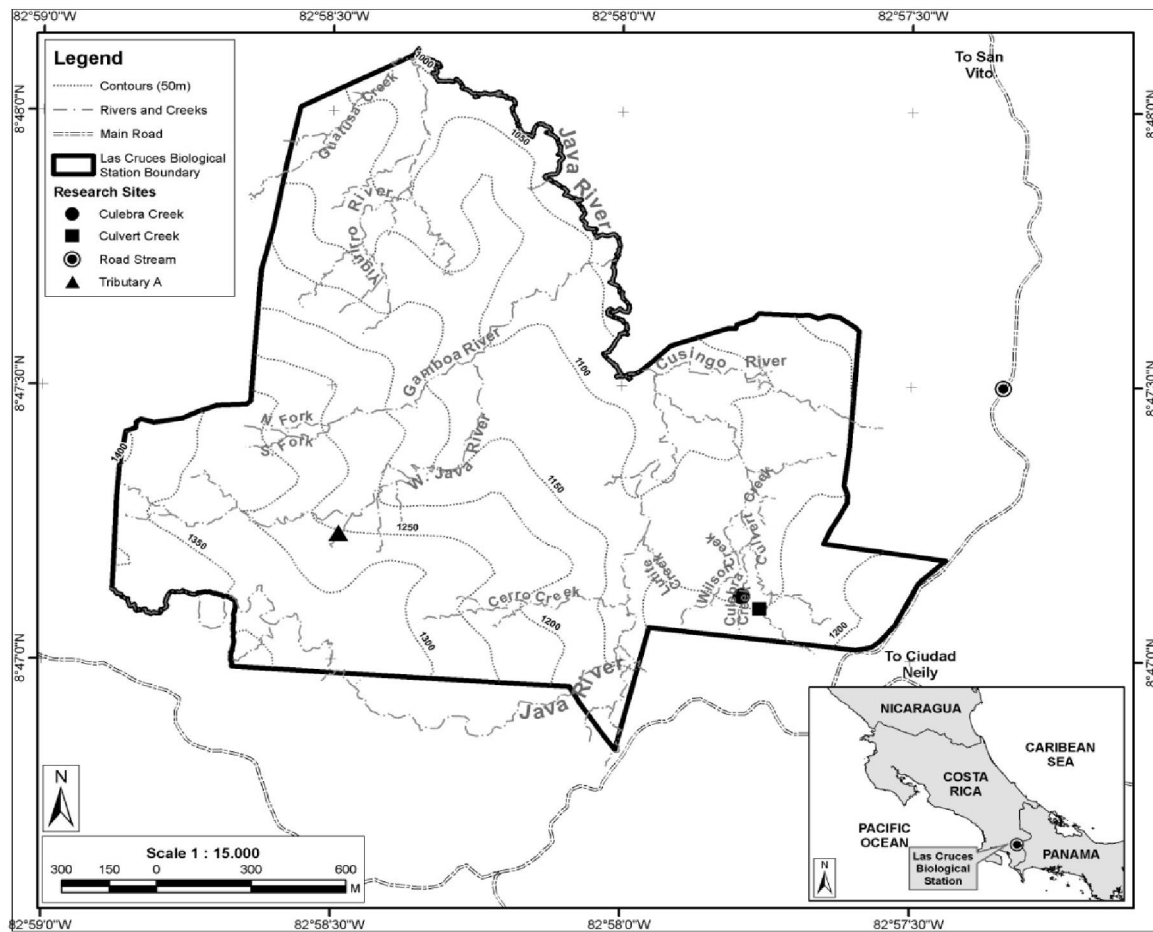 82°59'0"W
82°58'30"W
82°58'0"W
82°57'30"W
Legend
Contours (50m)
Rivers and Creeks
Main Road
Las Cruces Biological
Station Boundary
Research Sites
Culebra Creek
Culvert Creek
Road Stream
Tributary A
To San
Vito
8°48'0"N
8°48'0"N
1000
Guarusa Creek
1050
Java River
Yiguirro River
Gamboa River
1100
Cusingo River
8°47'30"N
8°47'30"N
N. Fork
S. Fork
1400
W. Java River
1150
Culvert Creek
1250
1350
Lunite
Creek
Wilson Creek
Culebra
Creek
Cerro Creek
1200
1300
1200
8°47'0"N
8°47'0"N
Java River
To Ciudad
Neily
N
Scale 1 : 15.000
300 150 0 300 600
M
NICARAGUA
CARIBEAN
SEA
COSTA
RICA
PACIFIC
OCEAN
Las Cruces
Biological
Station
PANAMA
N
82°59'0"W
82°58'30"W
82°58'0"W
82°57'30"W